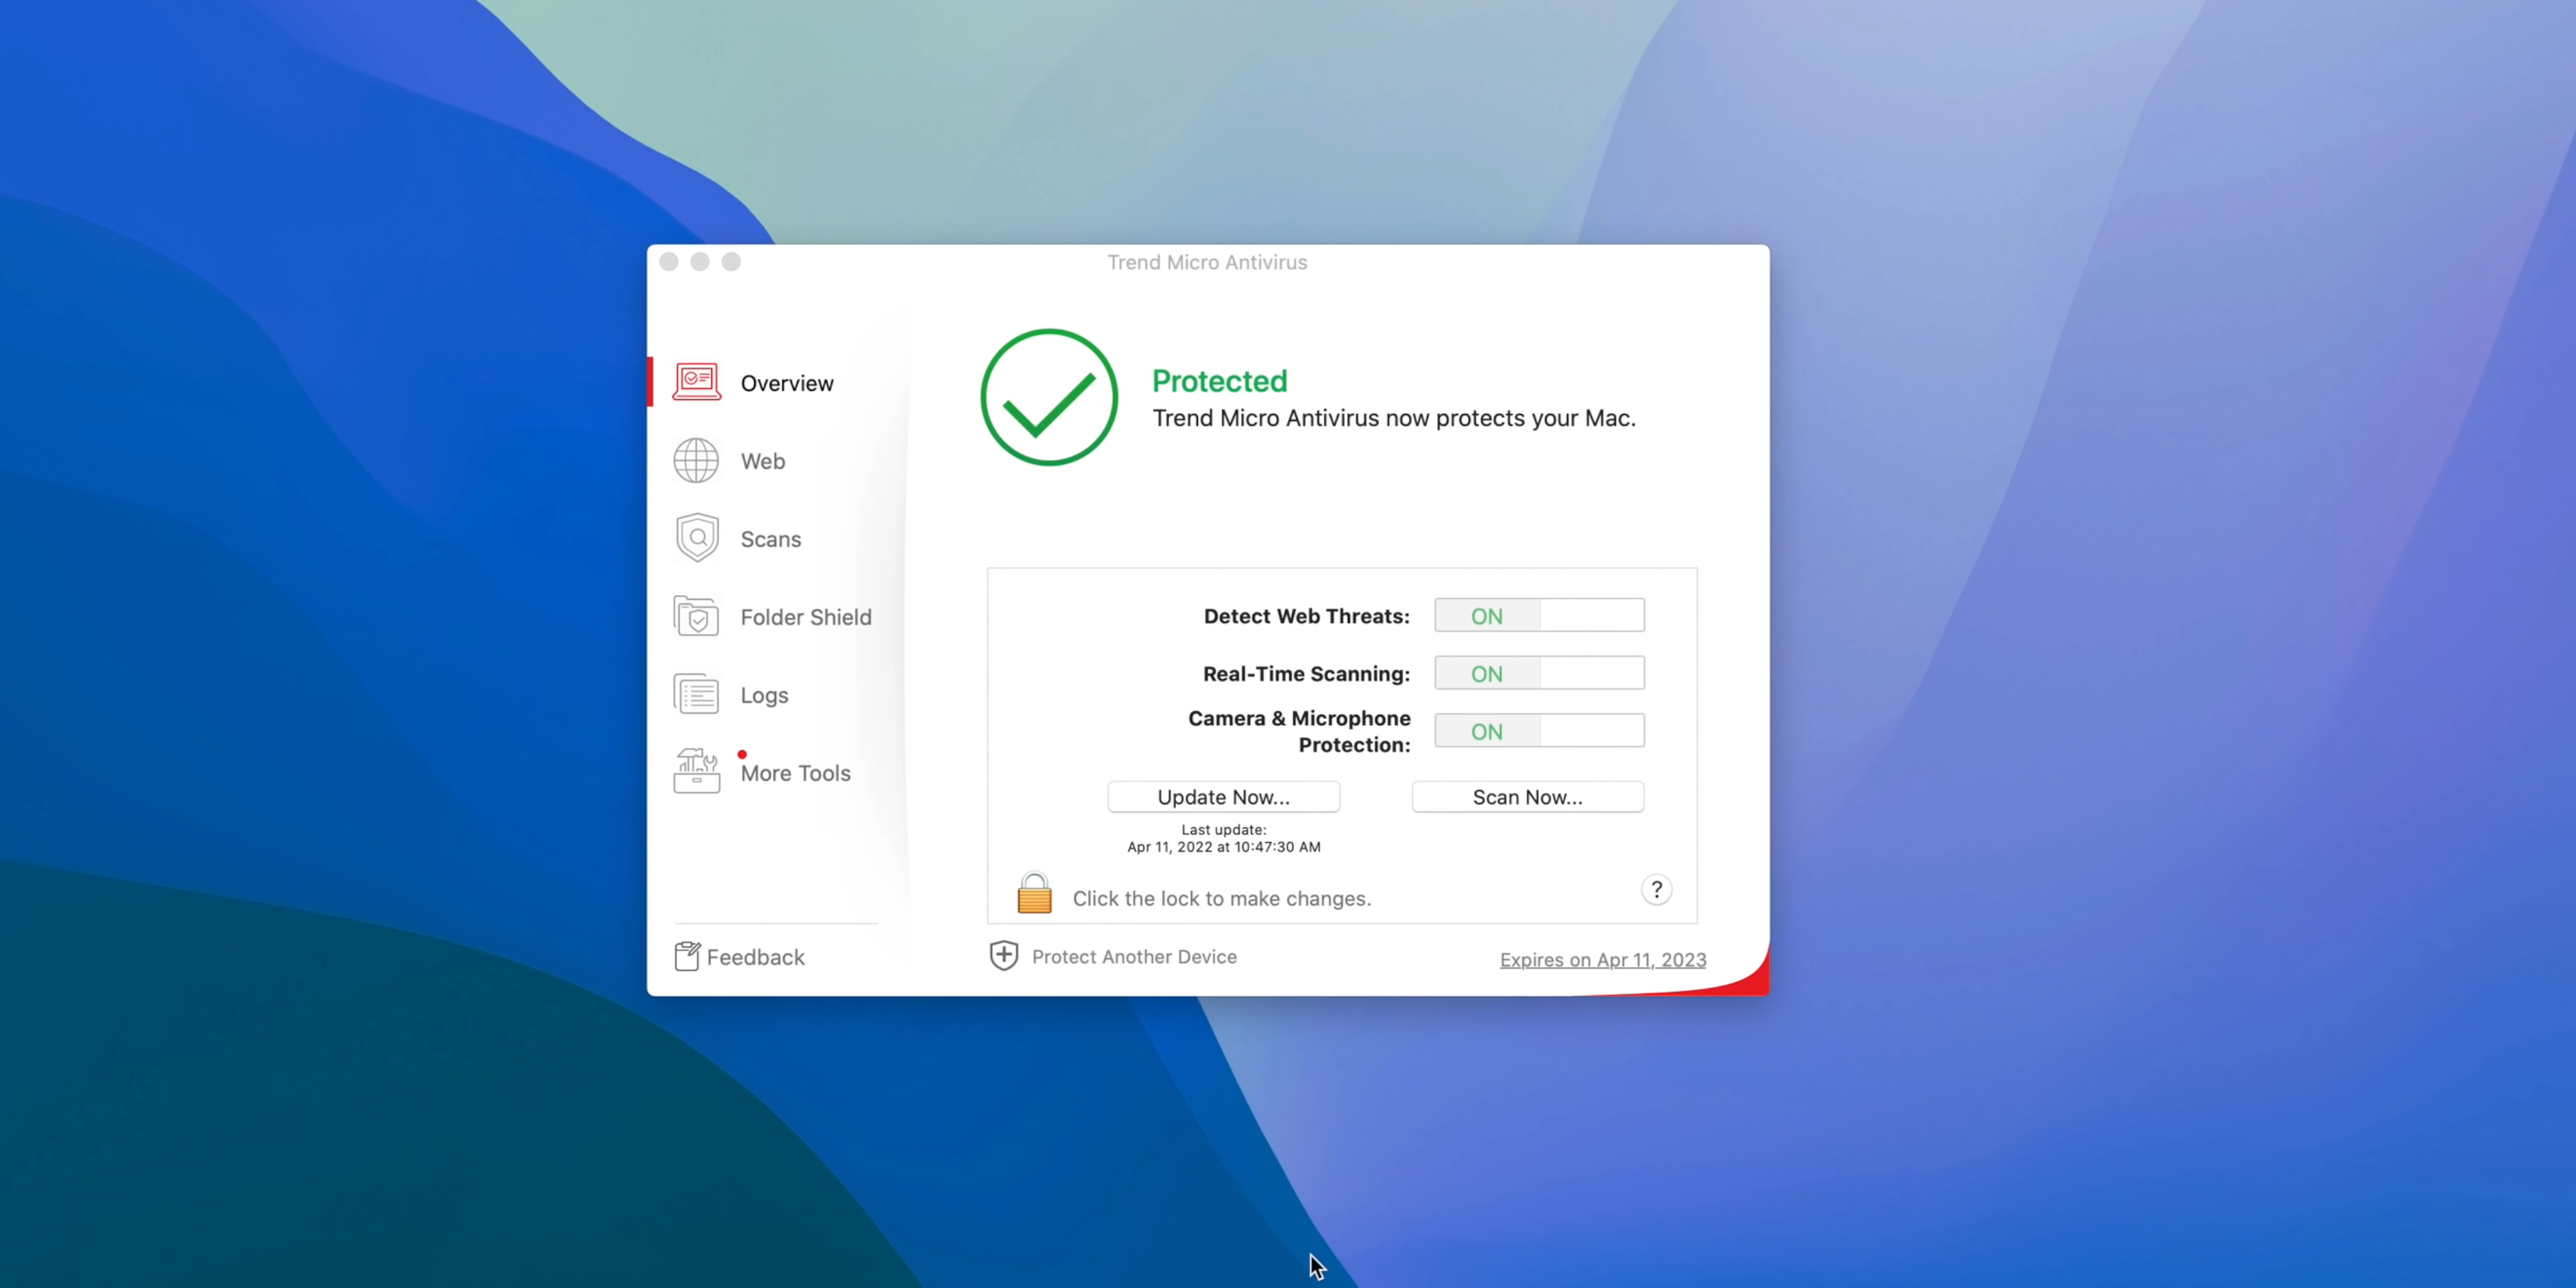 Trend Micro Antivirus
Overview
Web
Scans
Folder Shield
Logs
More Tools
Feedback
Protected
Trend Micro Antivirus now protects your Mac.
Detect Web Threats:
ON
Real-Time Scanning:
ON
Camera & Microphone
Protection:
ON
Update Now...
Scan Now...
Last update:
Apr 11, 2022 at 10:47:30 AM
Click the lock to make changes.
?
Protect Another Device
Expires on Apr 11, 2023